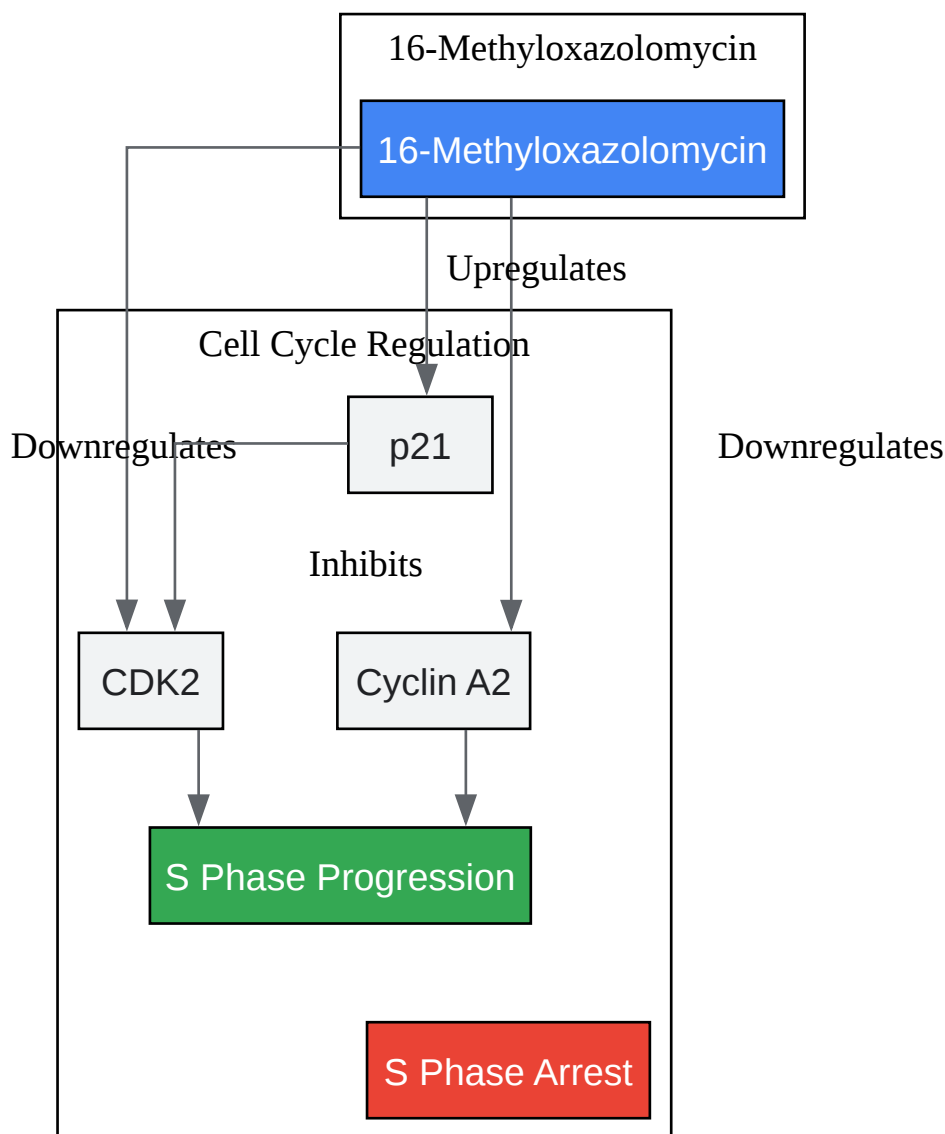 16-Methyloxazolomycin
16-Methyloxazolomycin
Upregulates
Cell Cycle Regulation
Downregulates
p21
Downregulates
Inhibits
CDK2
Cyclin A2
S Phase Progression
S Phase Arrest